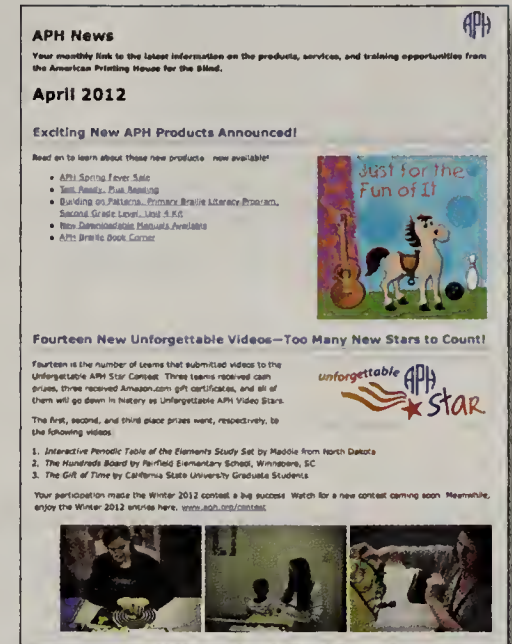 APH
APH News
Your monthly link to the latest information on the products, services, and training opportunities from
the American Printing House for the Blind.
April 2012
Exciting New APH Products Announced!
Read on to learn about these new products now available!
APH Spring Fever Sale
Test Ready, Plus Reading
Building on Patterns, Primary Braille Literacy Program,
Second Grade Level, Unit 4 Kit
New Downloadable Manuals Available
APH Braille Book Corner
Just for the
Fun of It
Fourteen New Unforgettable Videos—Too Many New Stars to Count!
Fourteen is the number of teams that submitted videos to the
Unforgettable APH Star Contest. Three teams received cash
prizes, three received Amazon.com gift certificates, and all of
them will go down in history as Unforgettable APH Video Stars.
unforgettable APH
Star
The first, second, and third place prizes went, respectively, to
the following videos:
1. Interactive Periodic Table of the Elements Study Set by Maddie from North Dakota
2. The Hundreds Board by Fairfield Elementary School, Winnsboro, SC
3. The Gift of Time by California State University Graduate Students
Your participation made the Winter 2012 contest a big success. Watch for a new contest coming soon. Meanwhile,
enjoy the Winter 2012 entries here. www.aph.org/contest